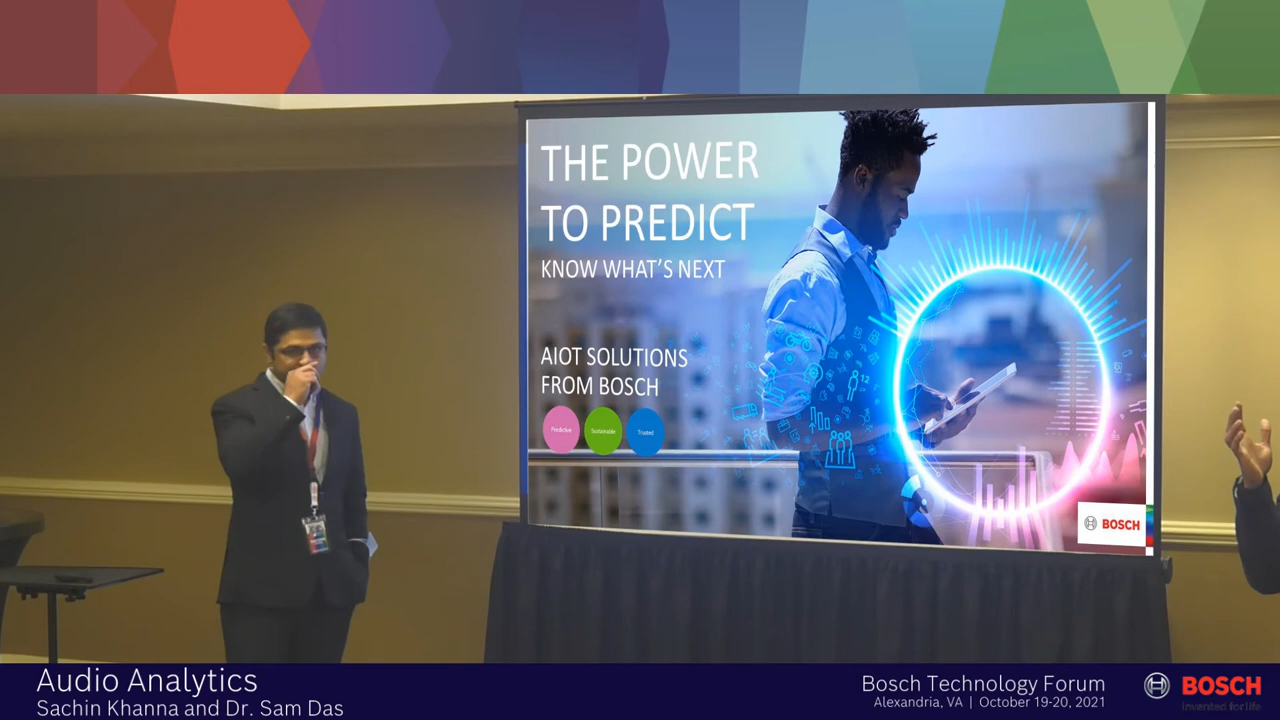 THE POWER
TO PREDICT
KNOW WHAT'S NEXT
AIOT SOLUTIONS
FROM BOSCH
Predictive
Sustainable
Trusted
12
BOSCH
Audio Analytics
Sachin Khanna and Dr. Sam Das
Bosch Technology Forum
Alexandria, VA | October 19-20, 2021
BOSCH
Invented for life